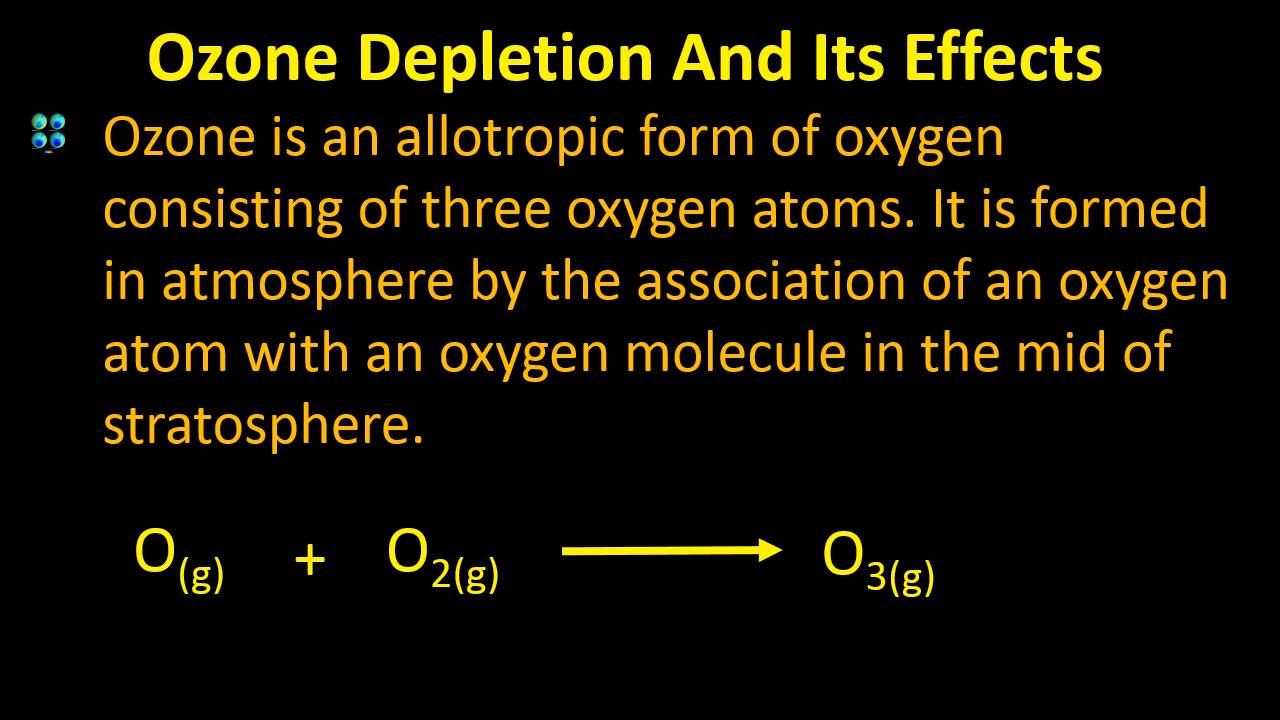 Ozone Depletion And Its Effects
Ozone is an allotropic form of oxygen
consisting of three oxygen atoms. It is formed
in atmosphere by the association of an oxygen
atom with an oxygen molecule in the mid of
stratosphere.
O(g) + O2(g) ⟶ O3(g)